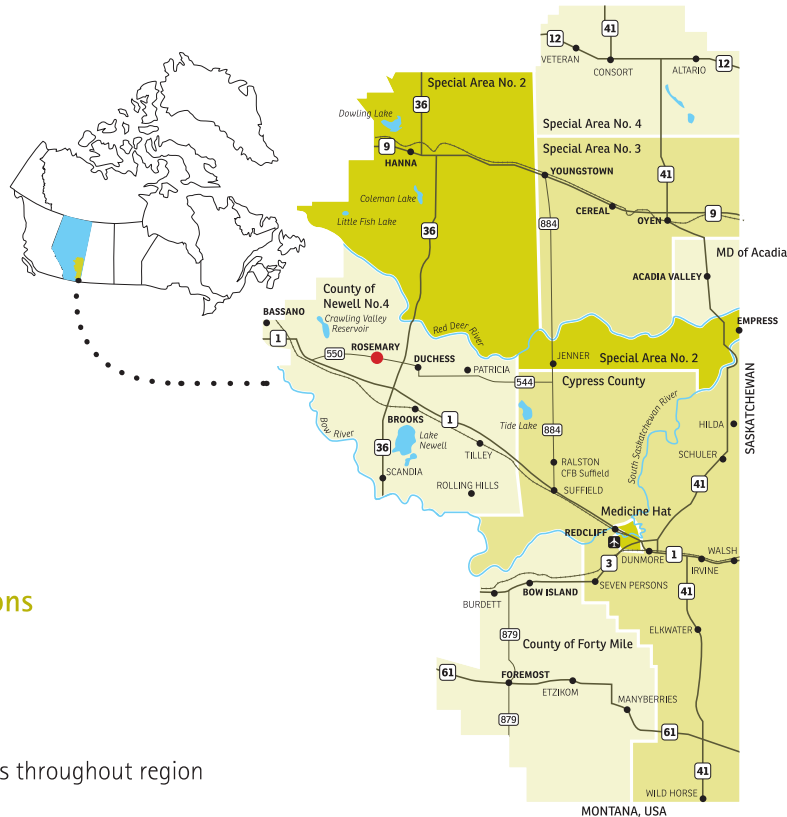 41
12
VETERAN
CONSORT
ALTARIO
12
Special Area No. 2
36
Dowling Lake
Special Area No. 4
9
HANNA
Special Area No. 3
YOUNGSTOWN
41
Coleman Lake
CEREAL
OYEN
9
Little Fish Lake
884
36
MD of Acadia
ACADIA VALLEY
County of
Newell No.4
BASSANO
Crawling Valley
Reservoir
Red Deer
River
EMPRESS
1
550
ROSEMARY
DUCHESS
PATRICIA
JENNER
Special Area No. 2
544
Cypress County
SASKATCHEWAN
BROOKS
1
Tide Lake
884
South Saskatchewan River
HILDA
Bow River
36
Lake
Newell
TILLEY
SCHULER
SCANDIA
RALSTON
CFB Suffield
41
ROLLING HILLS
SUFFIELD
Medicine Hat
REDCLIFF
DUNMORE
1
WALSH
IRVINE
3
SEVEN PERSONS
41
BOW ISLAND
BURDETT
ons
879
ELKWATER
County of Forty Mile
61
FOREMOST
ETZIKOM
MANYBERRIES
879
61
s throughout region
41
WILD HORSE
MONTANA, USA